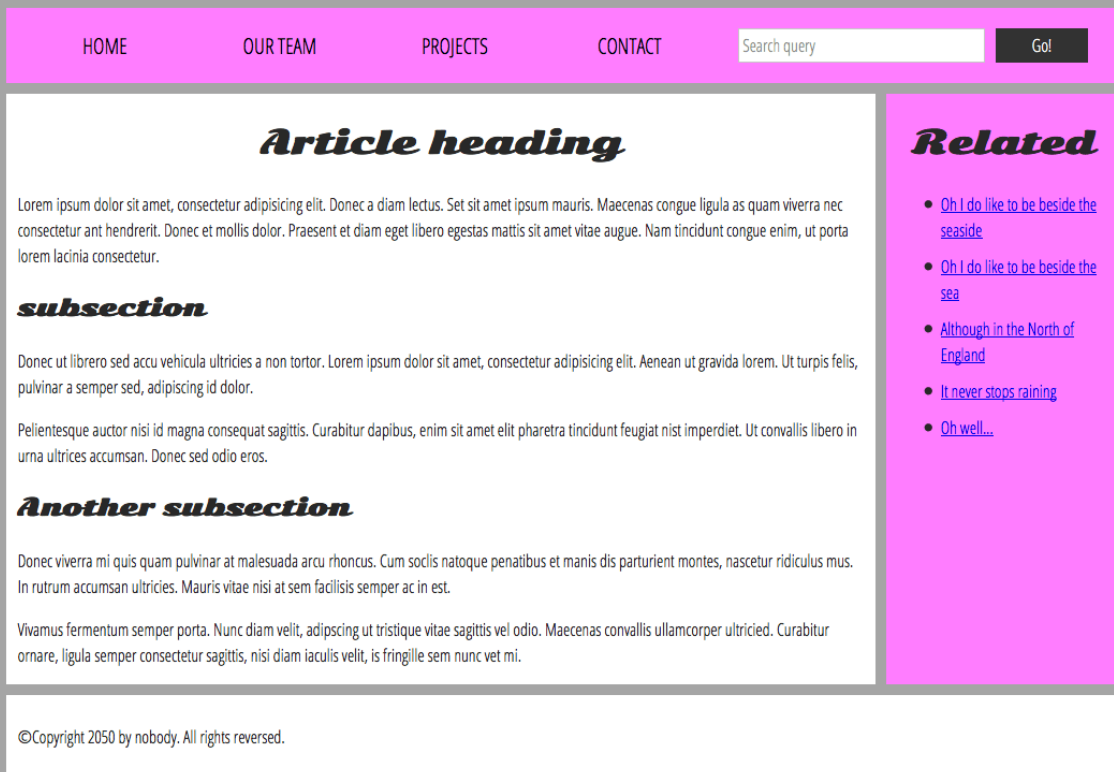 HOME OUR TEAM PROJECTS CONTACT Search query Go!
Article heading
Lorem ipsum dolor sit amet, consectetur adipisicing elit. Donec a diam lectus. Set sit amet ipsum mauris. Maecenas congue ligula as quam viverra nec
consectetur ant hendrerit. Donec et mollis dolor. Praesent et diam eget libero egestas mattis sit amet vitae augue. Nam tincidunt congue enim, ut porta
lorem lacinia consectetur.
subsection
Donec ut librero sed accu vehicula ultricies a non tortor. Lorem ipsum dolor sit amet, consectetur adipisicing elit. Aenean ut gravida lorem. Ut turpis felis,
pulvinar a semper sed, adipiscing id dolor.
Pelientesque auctor nisi id magna consequat sagittis. Curabitur dapibus, enim sit amet elit pharetra tincidunt feugiat nist imperdiet. Ut convallis libero in
urna ultrices accumsan. Donec sed odio eros.
Another subsection
Donec viverra mi quis quam pulvinar at malesuada arcu rhoncus. Cum soclis natoque penatibus et manis dis parturient montes, nascetur ridiculus mus.
In rutrum accumsan ultricies. Mauris vitae nisi at sem facilisis semper ac in est.
Vivamus fermentum semper porta. Nunc diam velit, adipscing ut tristique vitae sagittis vel odio. Maecenas convallis ullamcorper ultricied. Curabitur
ornare, ligula semper consectetur sagittis, nisi diam iaculis velit, is fringille sem nunc vet mi.
Related
Oh I do like to be beside the
seaside
Oh I do like to be beside the
sea
Although in the North of
England
It never stops raining
Oh well...
©Copyright 2050 by nobody. All rights reversed.